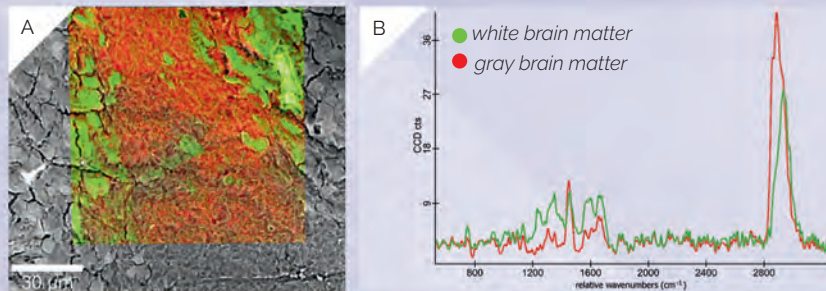 A
30 µm
B
white brain matter
gray brain matter
CCD cts
36
27
18
9
800
1200
1600
2000
2400
2800
relative wavenumbers (cm⁻¹)